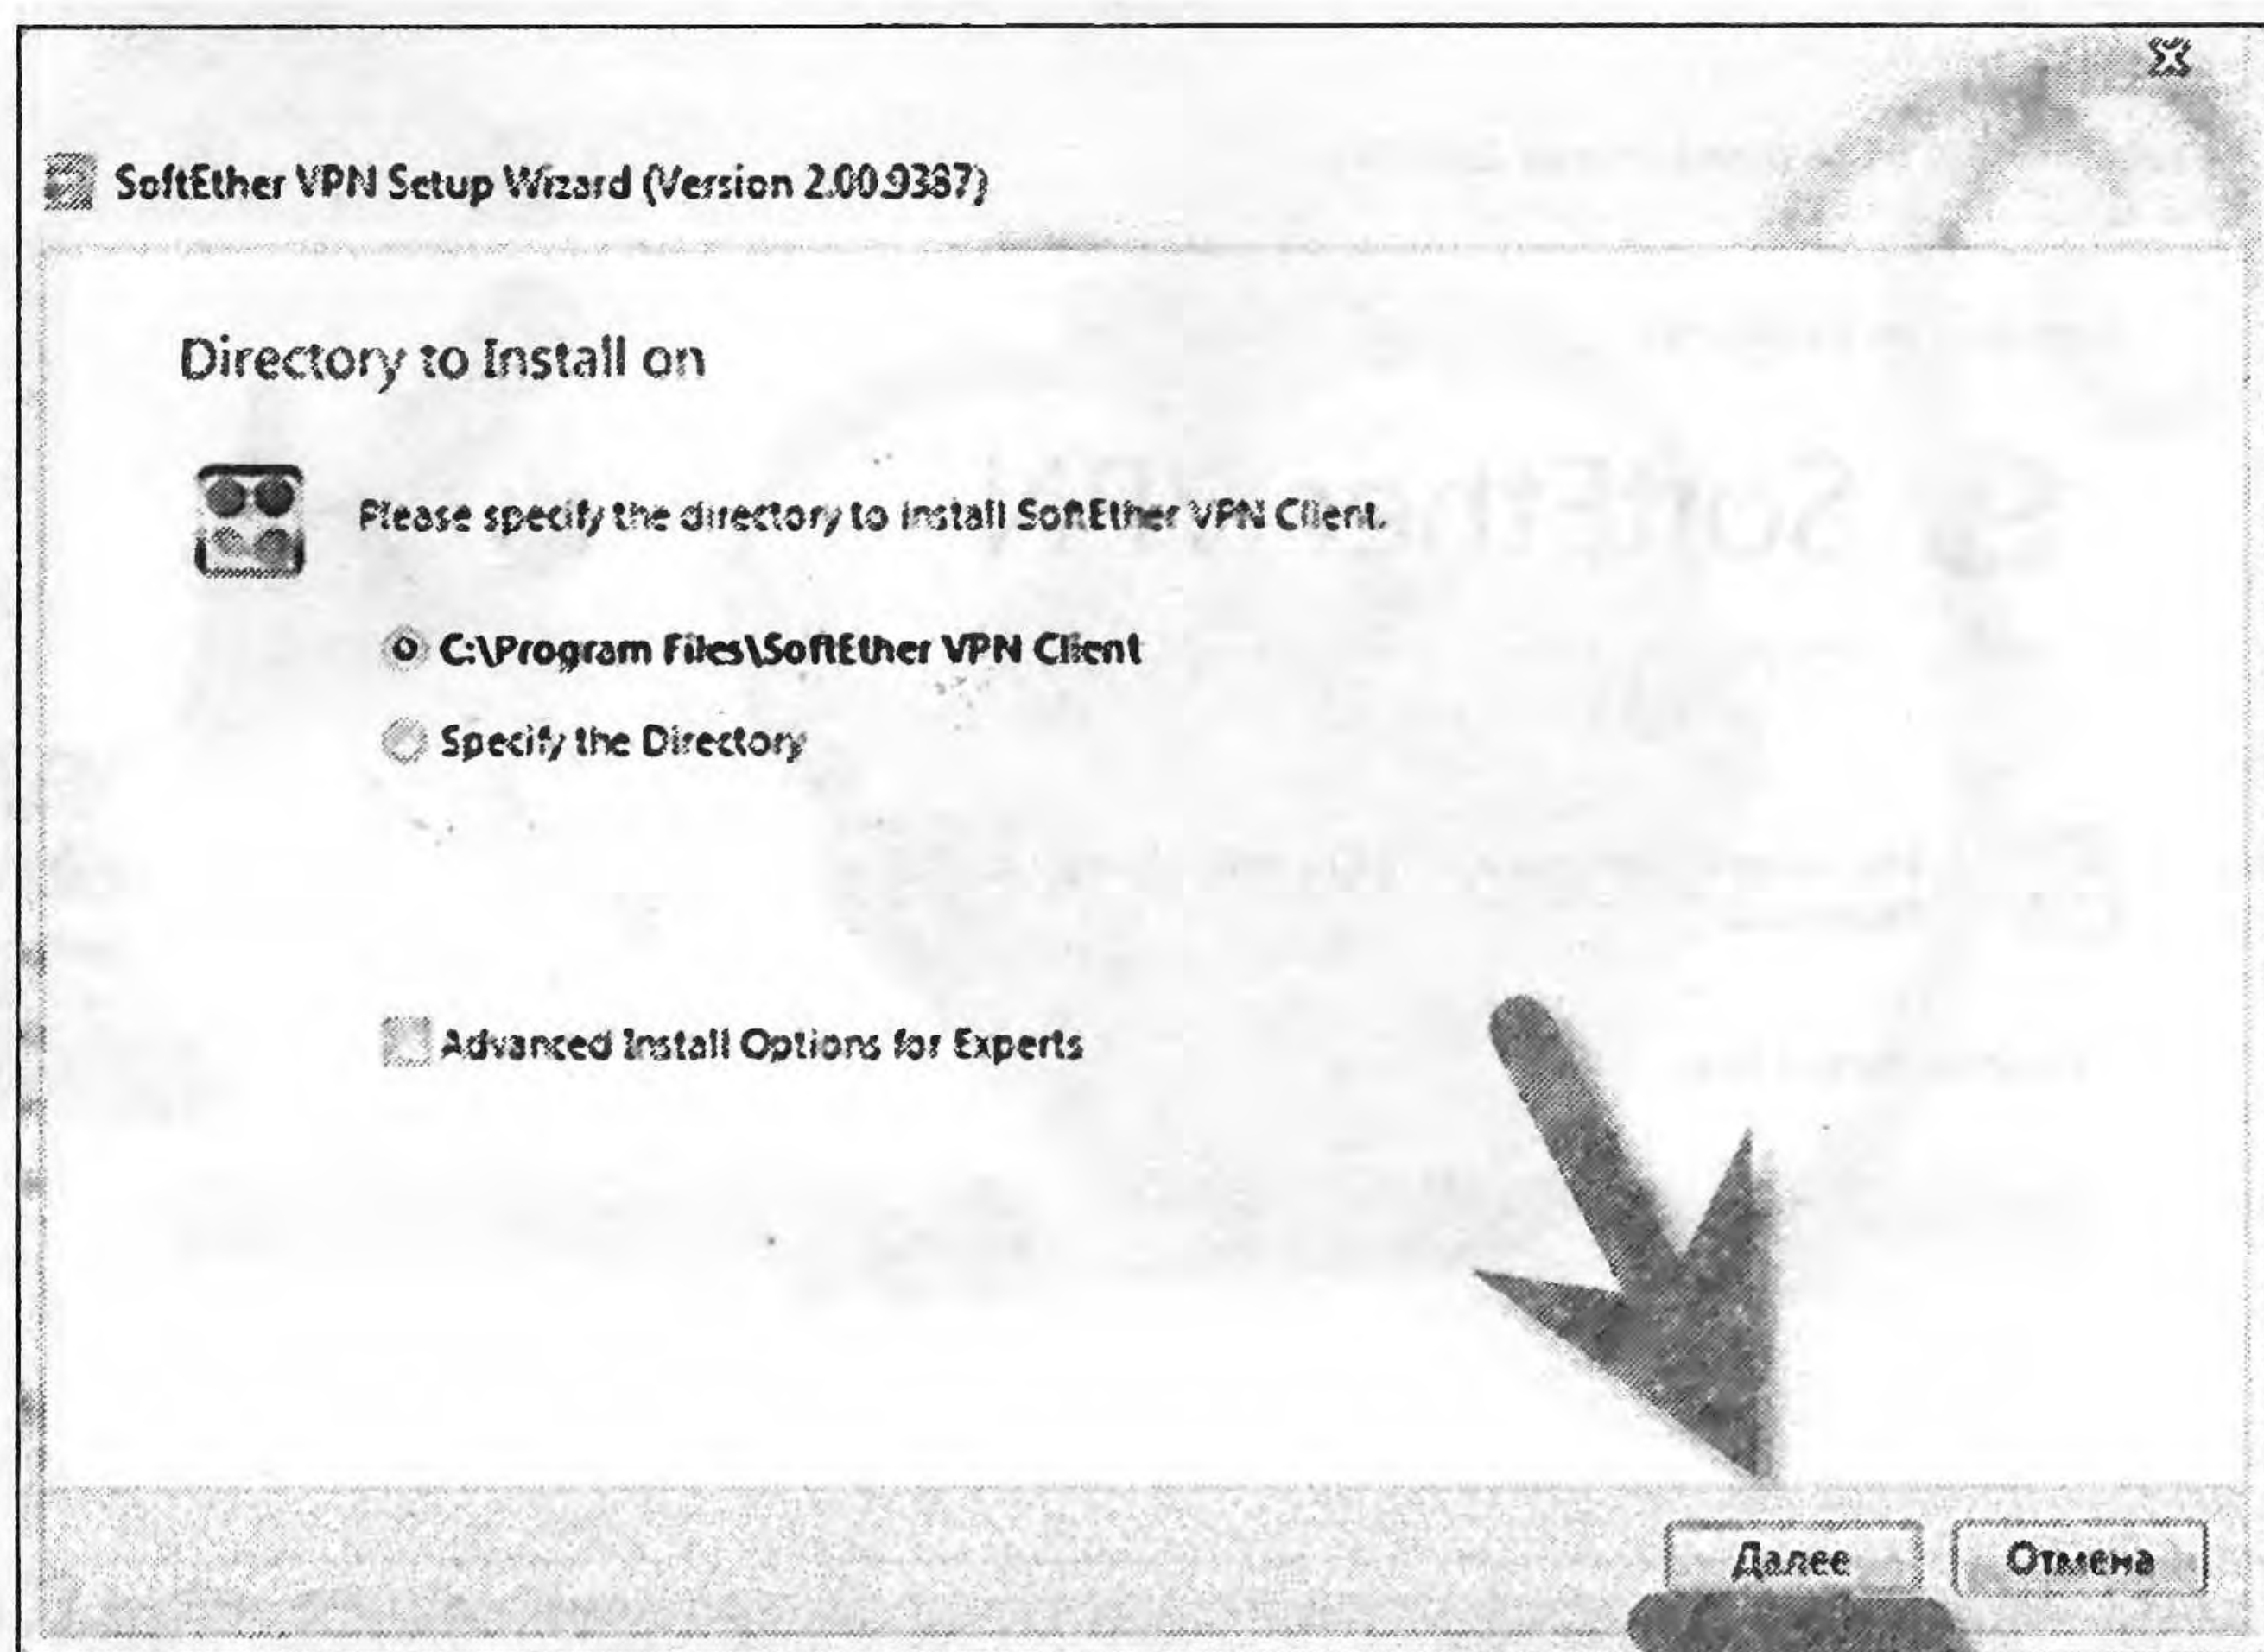 SoftEther VPN Setup Wizard (Version 2.00.9387)
Directory to Install on
Please specify the directory to install SoftEther VPN Client.
C:\Program Files\SoftEther VPN Client
Specify the Directory
Advanced Install Options for Experts
Далее
Отмена